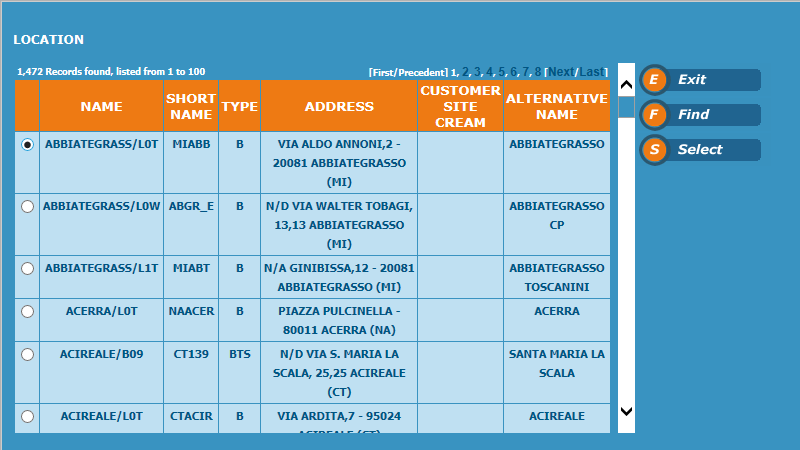 LOCATION
1,472 Records found, listed from 1 to 100 [First/Precedent] 1, 2, 3, 4, 5, 6, 7, 8 [Next/Last]
NAME SHORT NAME TYPE ADDRESS CUSTOMER SITE CREAM ALTERNATIVE NAME
ABBIATEGRASS/L0T MIABB B VIA ALDO ANNONI,2 - ABBIATEGRASSO
20081 ABBIATEGRASSO
(MI)
ABBIATEGRASS/L0W ABGR_E B N/D VIA WALTER TOBAGI, ABBIATEGRASSO
13,13 ABBIATEGRASSO CP
(MI)
ABBIATEGRASS/L1T MIABT B N/A GINIBISSA,12 - 20081 ABBIATEGRASSO
ABBIATEGRASSO (MI) TOSCANINI
ACERRA/L0T NAACER B PIAZZA PULCINELLA - ACERRA
80011 ACERRA (NA)
ACIREALE/B09 CT139 BTS N/D VIA S. MARIA LA SANTA MARIA LA
SCALA, 25,25 ACIREALE SCALA
(CT)
ACIREALE/L0T CTACIR B VIA ARDITA,7 - 95024 ACIREALE
ACIREALE (CT)
E Exit
F Find
S Select